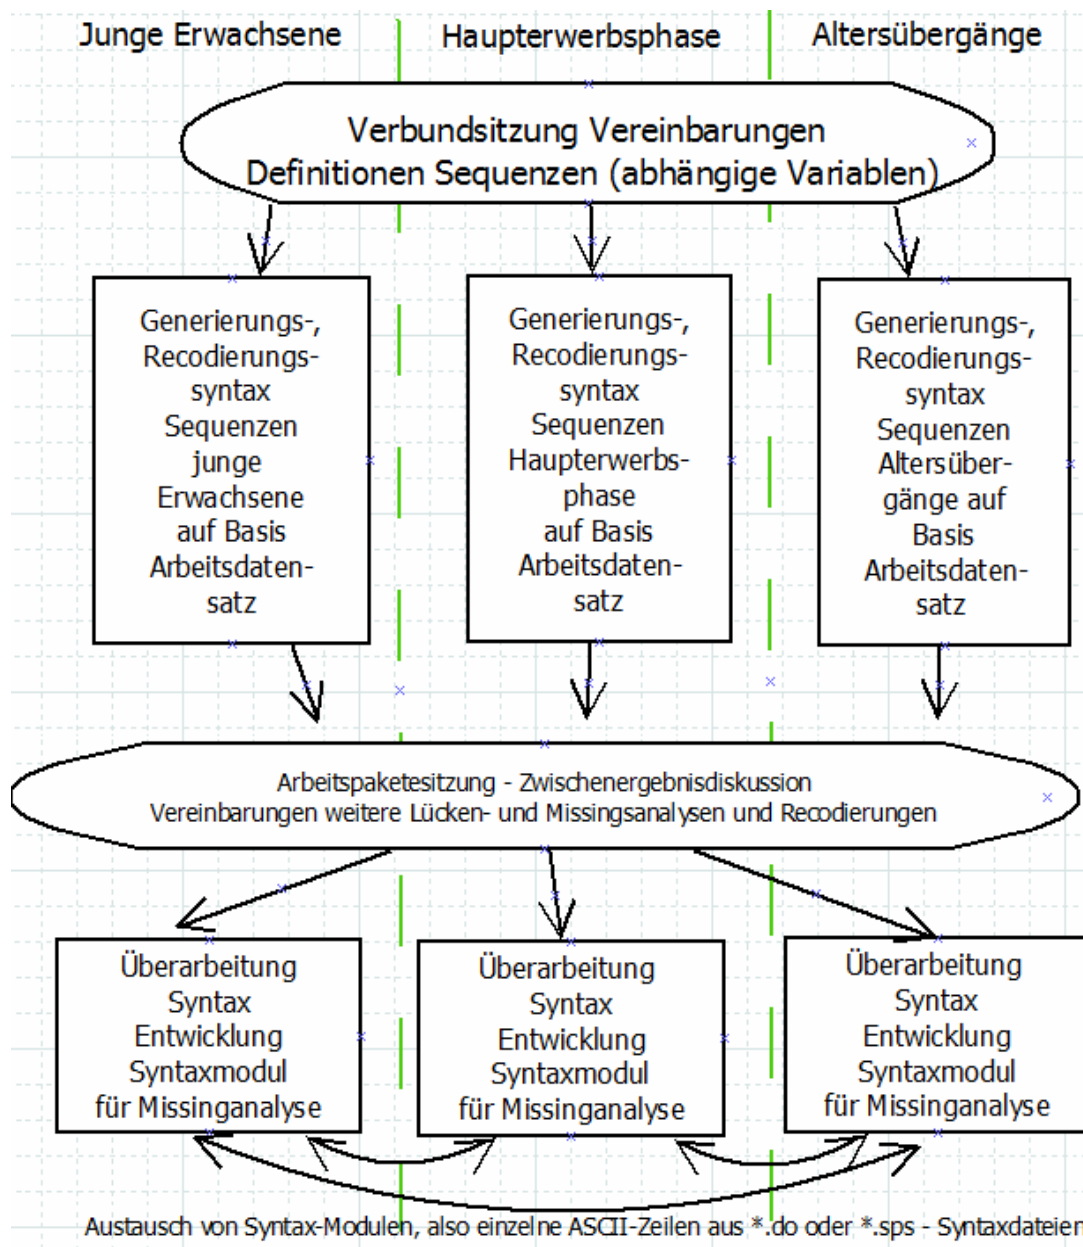 Junge Erwachsene
Haupterwerbsphase
Altersübergänge
Verbundsitzung Vereinbarungen
Definitionen Sequenzen (abhängige Variablen)
Generierungs-,
Recodierungs-
syntax
Sequenzen
junge
Erwachsene
auf Basis
Arbeitsdaten-
satz
Generierungs-,
Recodierungs-
syntax
Sequenzen
Haupterwerbs-
phase
auf Basis
Arbeitsdaten-
satz
Generierungs-,
Recodierungs-
syntax
Sequenzen
Altersüber-
gänge auf
Basis
Arbeitsdaten-
satz
Arbeitspaketesitzung - Zwischenergebnisdiskussion
Vereinbarungen weitere Lücken- und Missingsanalysen und Recodierungen
Überarbeitung
Syntax
Entwicklung
Syntaxmodul
für Missinganalyse
Überarbeitung
Syntax
Entwicklung
Syntaxmodul
für Missinganalyse
Überarbeitung
Syntax
Entwicklung
Syntaxmodul
für Missinganalyse
Austausch von Syntax-Modulen, also einzelne ASCII-Zeilen aus *.do oder *.sps - Syntaxdateien